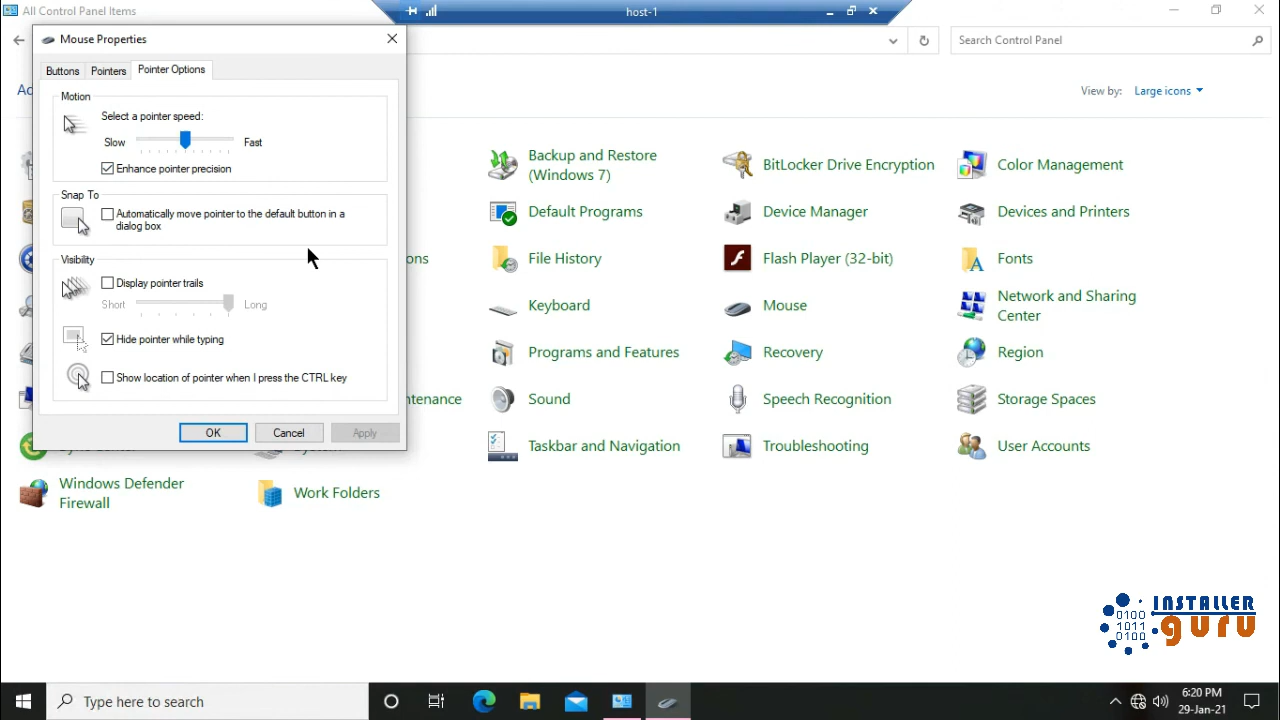 All Control Panel Items
host-1
Mouse Properties
Search Control Panel
Buttons
Pointers
Pointer Options
View by:
Large icons
Motion
Select a pointer speed:
Slow
Fast
Enhance pointer precision
Snap To
Automatically move pointer to the default button in a
dialog box
Visibility
Display pointer trails
Short
Long
Hide pointer while typing
Show location of pointer when I press the CTRL key
OK
Cancel
Apply
Backup and Restore
(Windows 7)
BitLocker Drive Encryption
Color Management
Default Programs
Device Manager
Devices and Printers
ons
File History
Flash Player (32-bit)
Fonts
Keyboard
Mouse
Network and Sharing
Center
Programs and Features
Recovery
Region
ntenance
Sound
Speech Recognition
Storage Spaces
Taskbar and Navigation
Troubleshooting
User Accounts
Windows Defender
Firewall
Work Folders
INSTALLER
guru
0100
1011
0100
Type here to search
6:20 PM
29-Jan-21